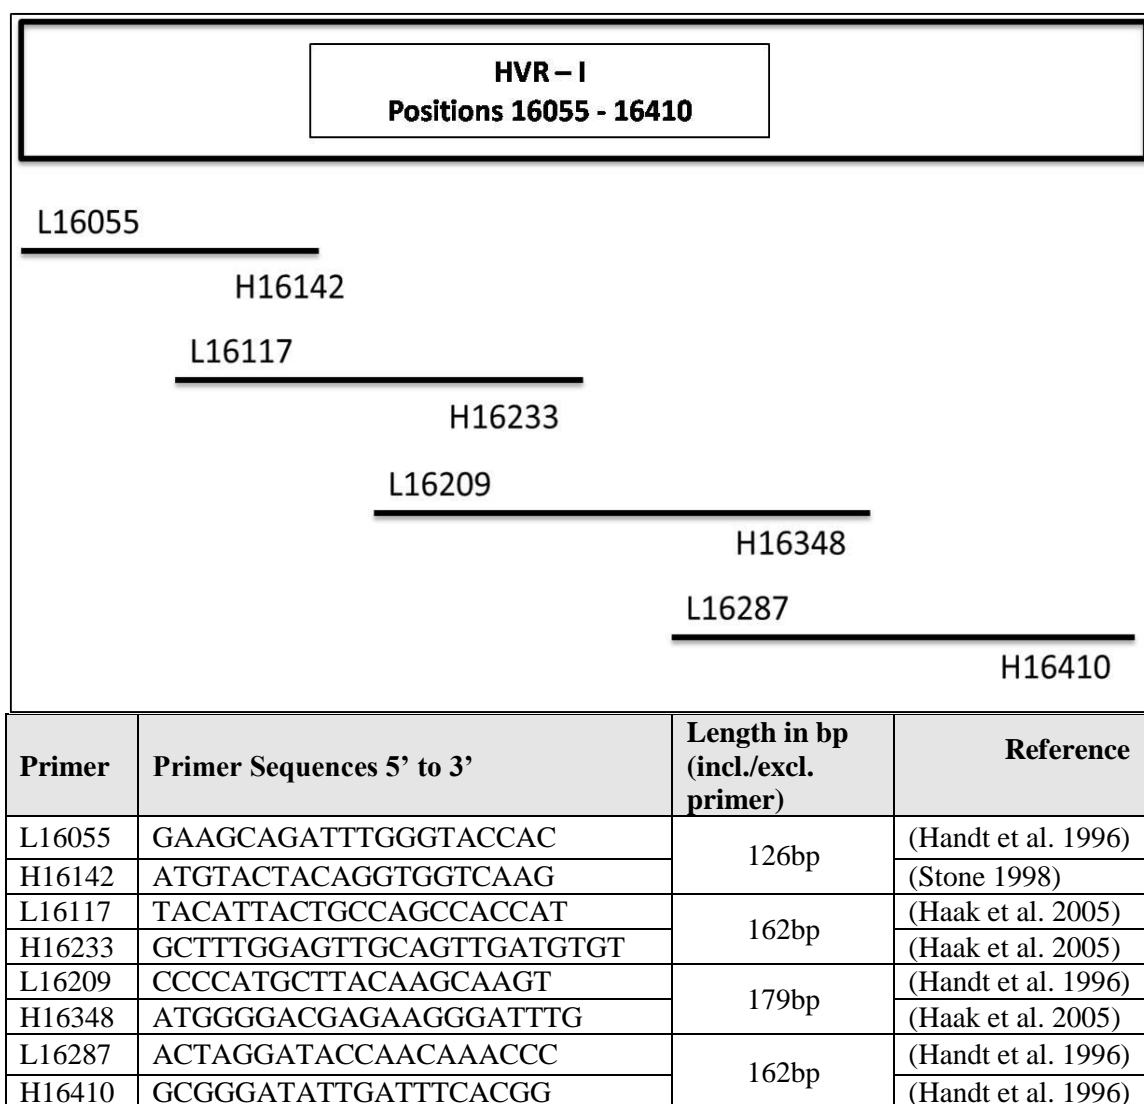 HVR – I
Positions 16055 - 16410
L16055
H16142
L16117
H16233
L16209
H16348
L16287
H16410
Primer Primer Sequences 5’ to 3’ Length in bp (incl./excl. primer) Reference
L16055 GAAGCAGATTTGGGTACCAC 126bp (Handt et al. 1996)
H16142 ATGTACTACAGGTGGTCAAG (Stone 1998)
L16117 TACATTACTGCCAGCCACCAT 162bp (Haak et al. 2005)
H16233 GCTTTGGAGTTGCAGTTGATGTGT (Haak et al. 2005)
L16209 CCCCATGCTTACAAGCAAGT 179bp (Handt et al. 1996)
H16348 ATGGGGACGAGAAGGGATTTG (Haak et al. 2005)
L16287 ACTAGGATACCAACAAACCC 162bp (Handt et al. 1996)
H16410 GCGGGATATTGATTTCACGG (Handt et al. 1996)